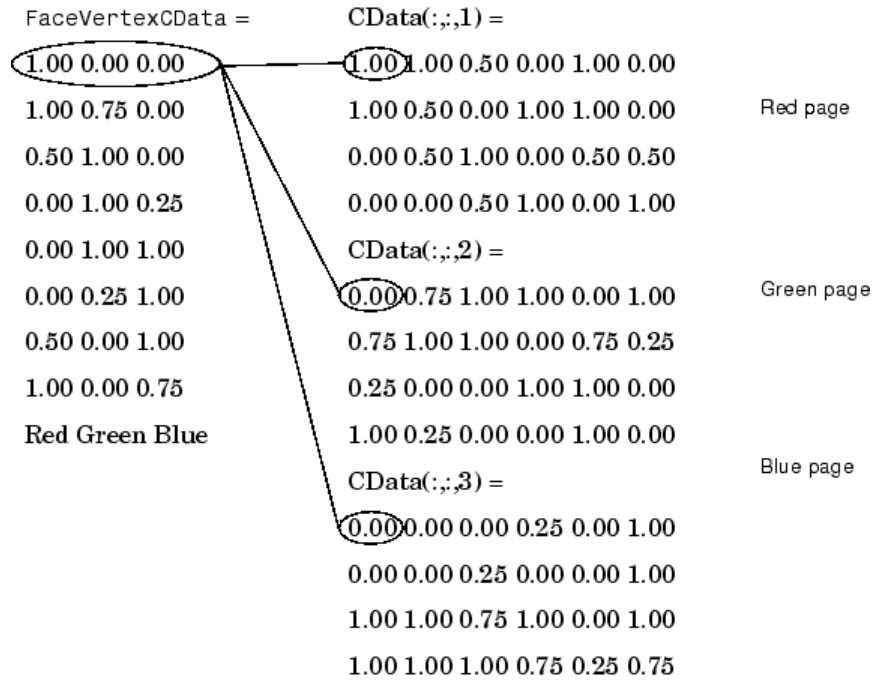 FaceVertexCData =
1.00 0.00 0.00
1.00 0.75 0.00
0.50 1.00 0.00
0.00 1.00 0.25
0.00 1.00 1.00
0.00 0.25 1.00
0.50 0.00 1.00
1.00 0.00 0.75
Red Green Blue
CData(:,:,1) =
1.00 1.00 0.50 0.00 1.00 0.00
1.00 0.50 0.00 1.00 1.00 0.00
0.00 0.50 1.00 0.00 0.50 0.50
0.00 0.00 0.50 1.00 0.00 1.00
CData(:,:,2) =
0.00 0.75 1.00 1.00 0.00 1.00
0.75 1.00 1.00 0.00 0.75 0.25
0.25 0.00 0.00 1.00 1.00 0.00
1.00 0.25 0.00 0.00 1.00 0.00
CData(:,:,3) =
0.00 0.00 0.00 0.25 0.00 1.00
0.00 0.00 0.25 0.00 0.00 1.00
1.00 1.00 0.75 1.00 0.00 1.00
1.00 1.00 1.00 0.75 0.25 0.75
Red page
Green page
Blue page